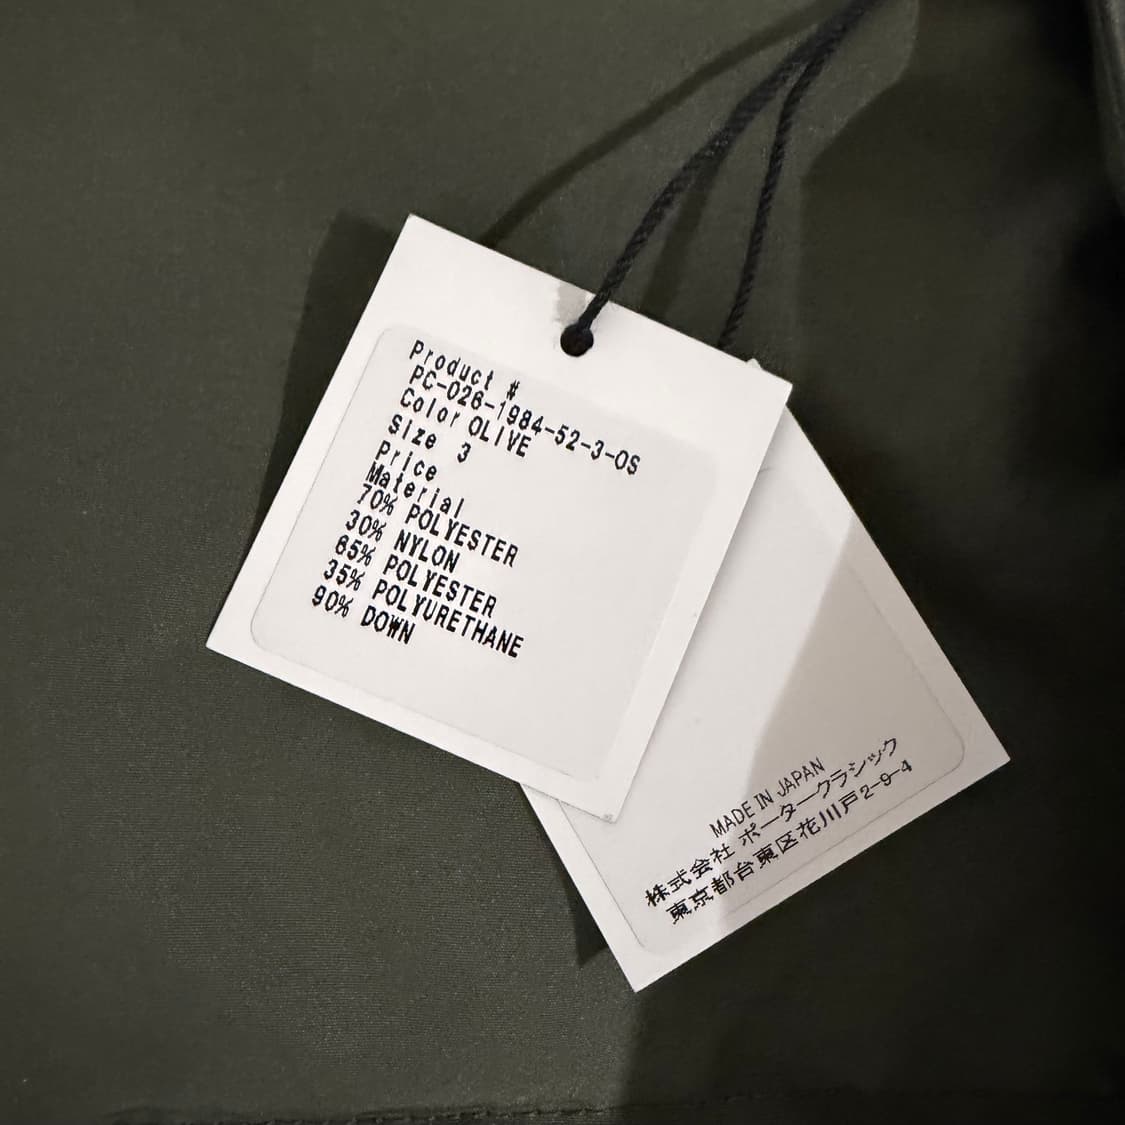 Product #
PC-026-1984-52-3-OS
Color OLIVE
Size 3
Price
Material
70% POLYESTER
30% NYLON
65% POLYESTER
35% POLYURETHANE
90% DOWN
MADE IN JAPAN
株式会社 ポータークラシック
東京都台東区花川戸2-9-4